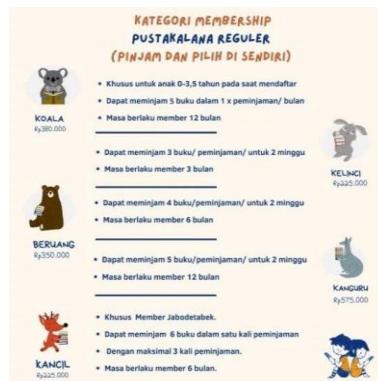 KATEGORI MEMBERSHIP
PUSTAKALANA REGULER
(PINJAM DAN PILIH DI SENDIRI)
KOALA
Rp380.000
• Khusus untuk anak 0-3,5 tahun pada saat mendaftar
• Dapat meminjam 5 buku dalam 1 x peminjaman/ bulan
• Masa berlaku member 12 bulan
• Dapat meminjam 3 buku/ peminjaman/ untuk 2 minggu
• Masa berlaku member 3 bulan
KELINCI
Rp225.000
BERUANG
Rp350.000
• Dapat meminjam 4 buku/peminjaman/ untuk 2 minggu
• Masa berlaku member 6 bulan
• Dapat meminjam 5 buku/peminjaman/ untuk 2 minggu
• Masa berlaku member 12 bulan
KANGURU
Rp575.000
KANCIL
Rp225.000
• Khusus Member Jabodetabek.
• Dapat meminjam 6 buku dalam satu kali peminjaman
• Dengan maksimal 3 kali peminjaman.
• Masa berlaku member 6 bulan.